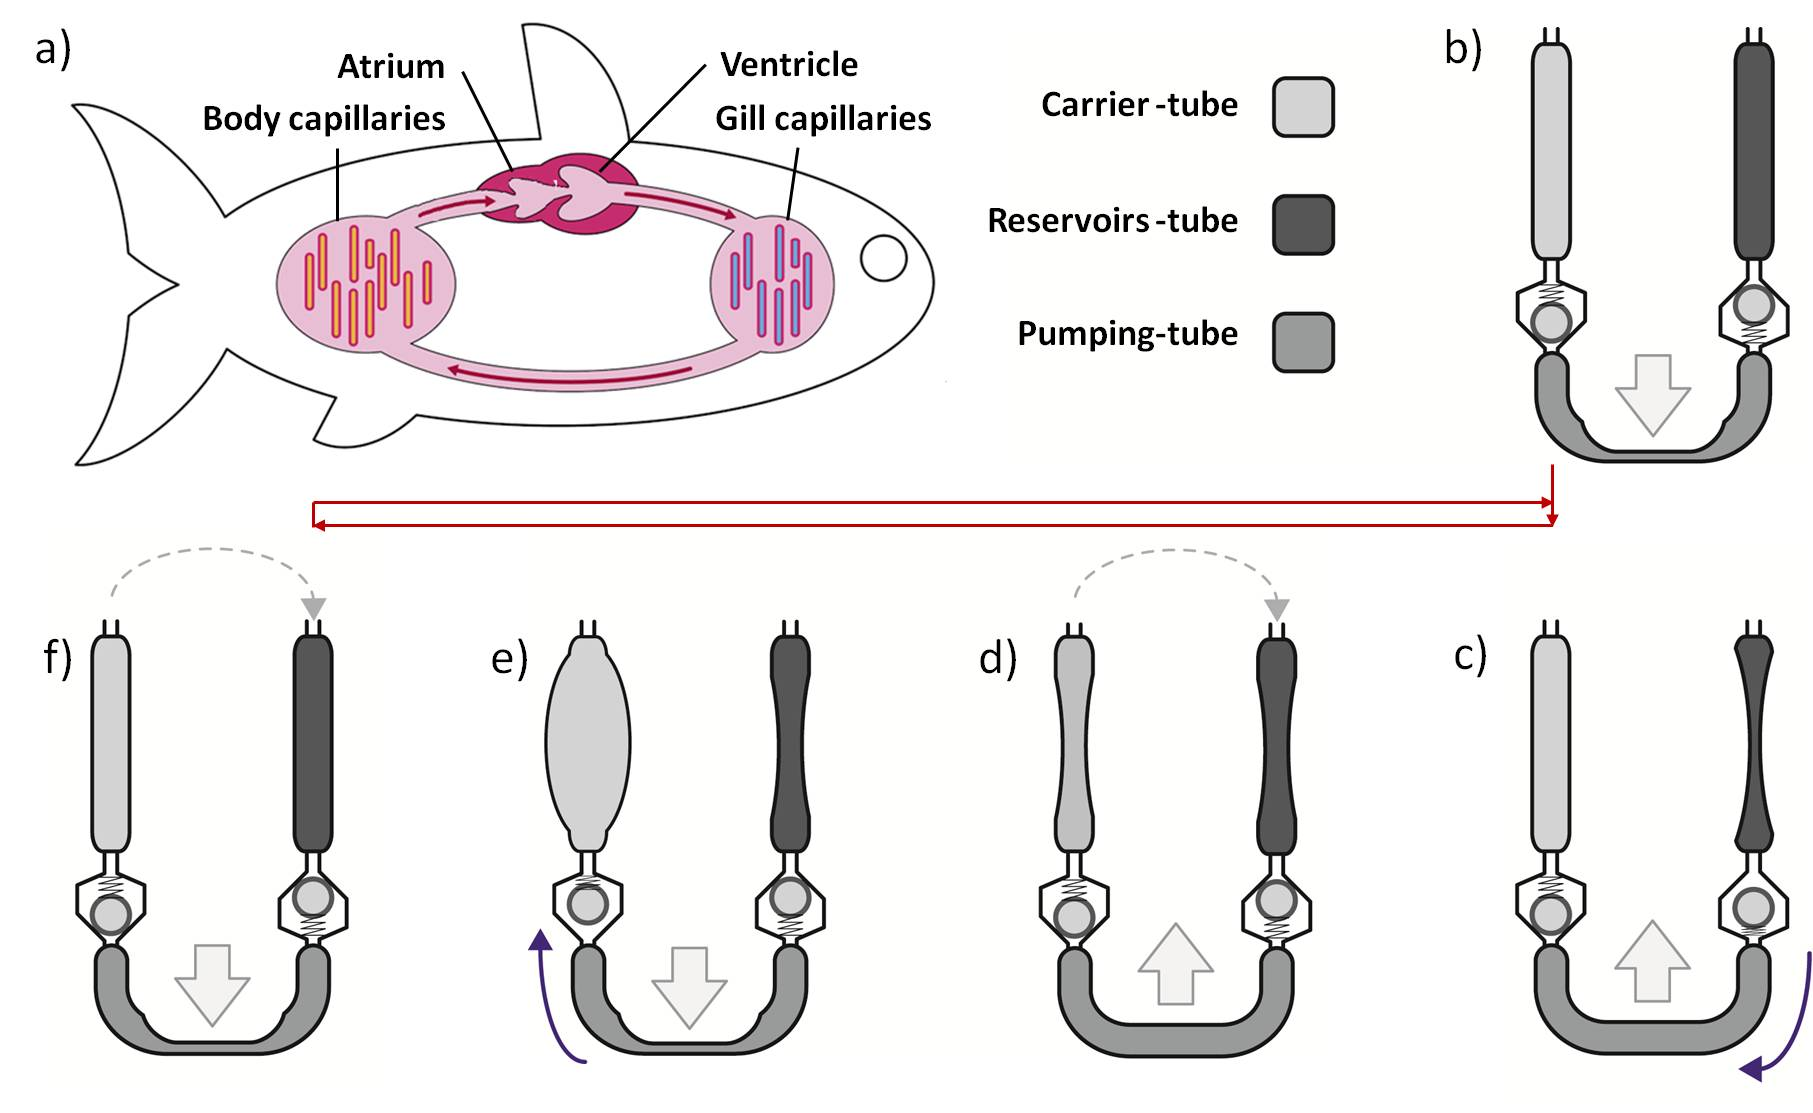 a)
Atrium
Ventricle
Body capillaries
Gill capillaries
Carrier-tube
Reservoirs-tube
Pumping-tube
b)
f)
e)
d)
c)